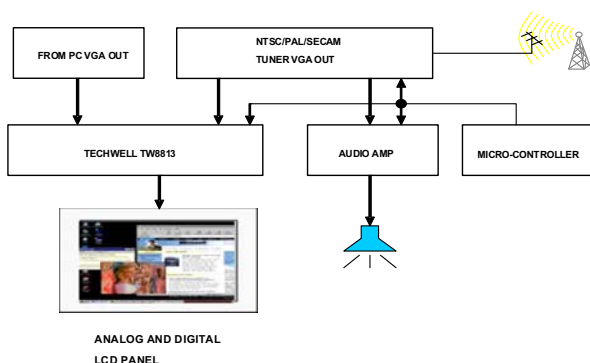 FROM PC VGA OUT
NTSC/PAL/SECAM
TUNER VGA OUT
TECHWELL TW8813
AUDIO AMP
MICRO-CONTROLLER
ANALOG AND DIGITAL
LCD PANEL